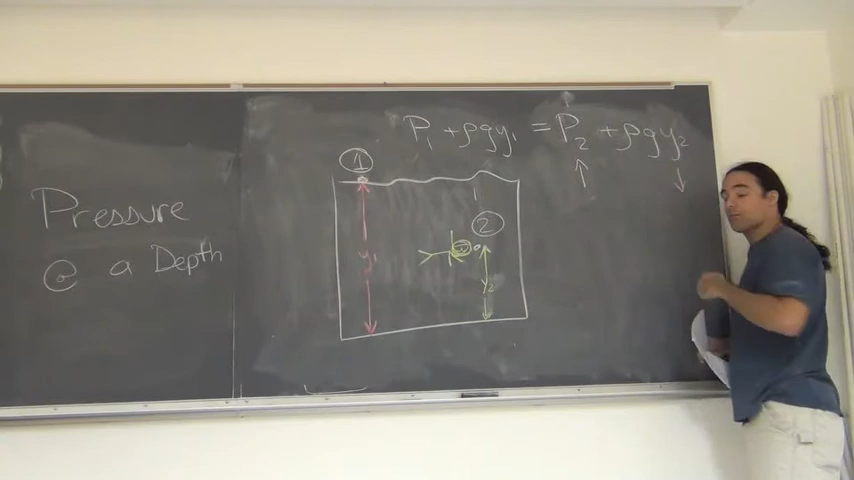 Pressure
@ a Depth
P₁ + ρgy₁ = P₂ + ρgy₂
1
2
y₁
y₂